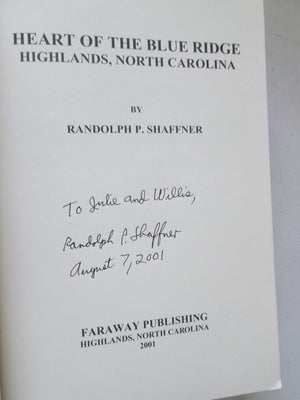 HEART OF THE BLUE RIDGE
HIGHLANDS, NORTH CAROLINA
BY
RANDOLPH P. SHAFFNER
To Julie and Willis,
Randolph P. Shaffner
August 7, 2001
FARAWAY PUBLISHING
HIGHLANDS, NORTH CAROLINA
2001